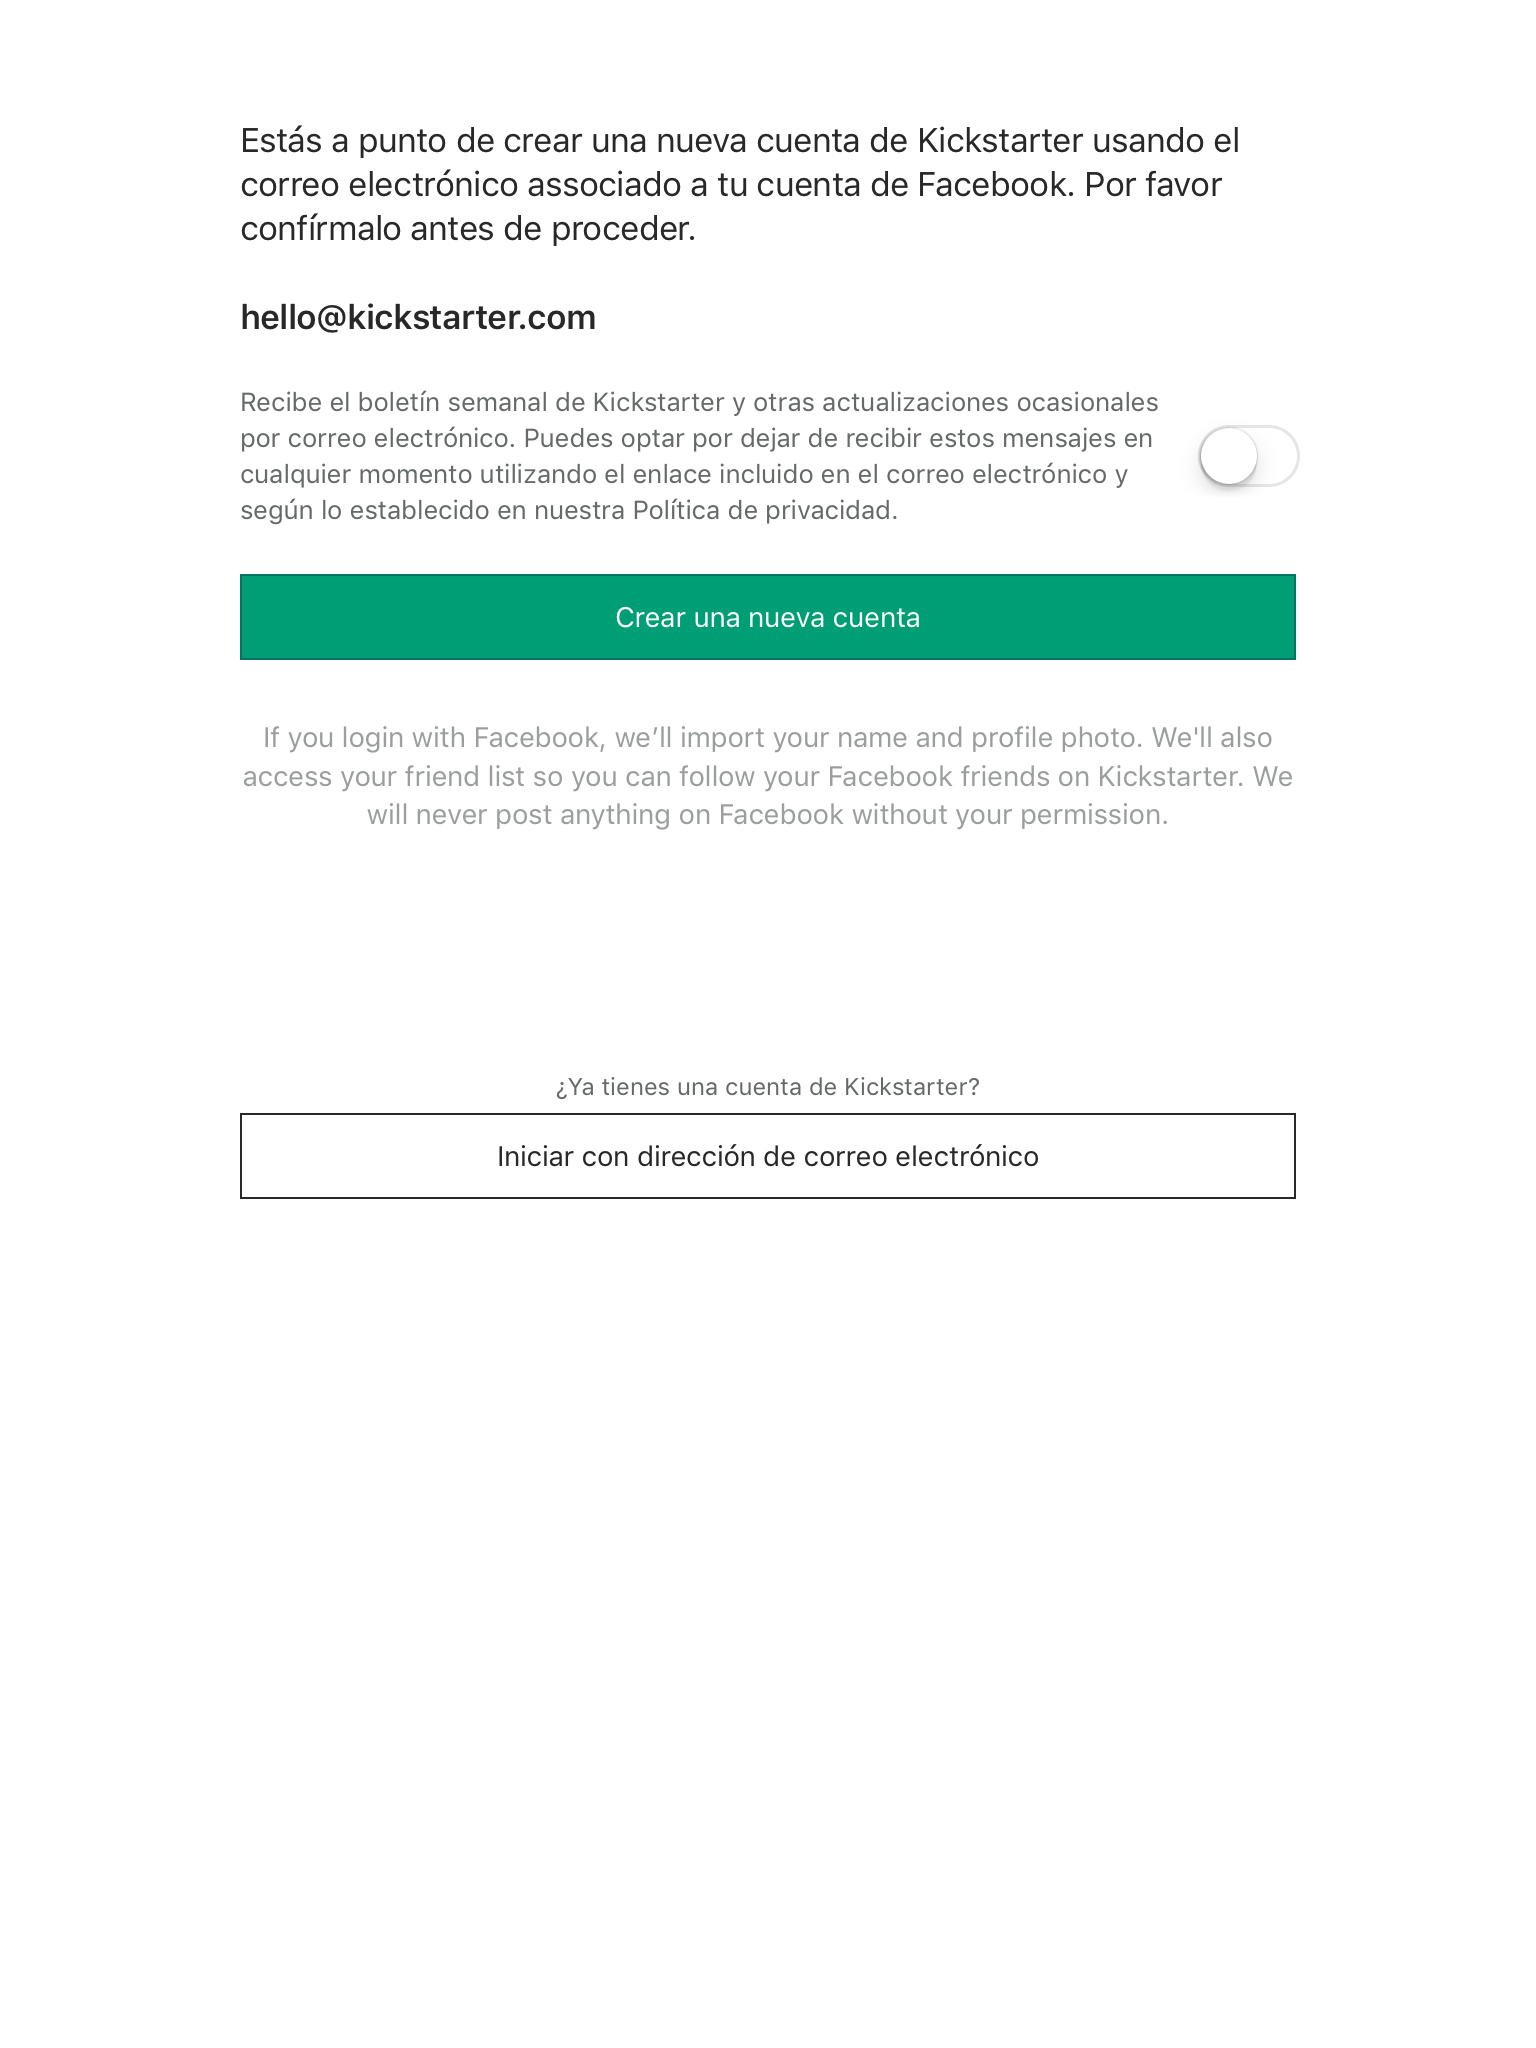 Estás a punto de crear una nueva cuenta de Kickstarter usando el
correo electrónico associado a tu cuenta de Facebook. Por favor
confírmalo antes de proceder.
hello@kickstarter.com
Recibe el boletín semanal de Kickstarter y otras actualizaciones ocasionales
por correo electrónico. Puedes optar por dejar de recibir estos mensajes en
cualquier momento utilizando el enlace incluido en el correo electrónico y
según lo establecido en nuestra Política de privacidad.
Crear una nueva cuenta
If you login with Facebook, we’ll import your name and profile photo. We'll also
access your friend list so you can follow your Facebook friends on Kickstarter. We
will never post anything on Facebook without your permission.
¿Ya tienes una cuenta de Kickstarter?
Iniciar con dirección de correo electrónico